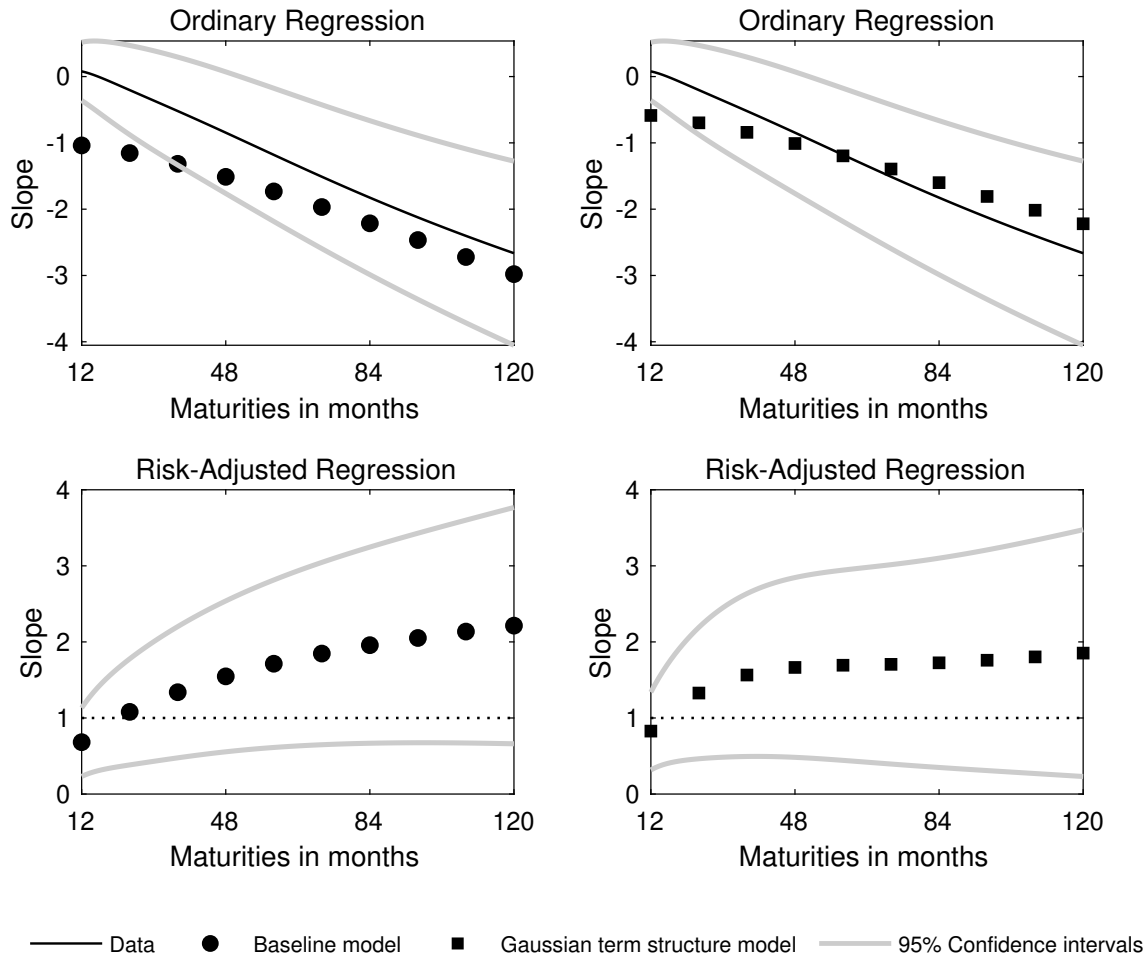 Ordinary Regression
0
-1
-2
-3
-4
Slope
12 48 84 120
Maturities in months
Ordinary Regression
0
-1
-2
-3
-4
Slope
12 48 84 120
Maturities in months
Risk-Adjusted Regression
4
3
2
1
0
Slope
12 48 84 120
Maturities in months
Risk-Adjusted Regression
4
3
2
1
0
Slope
12 48 84 120
Maturities in months
Data Baseline model Gaussian term structure model 95% Confidence intervals